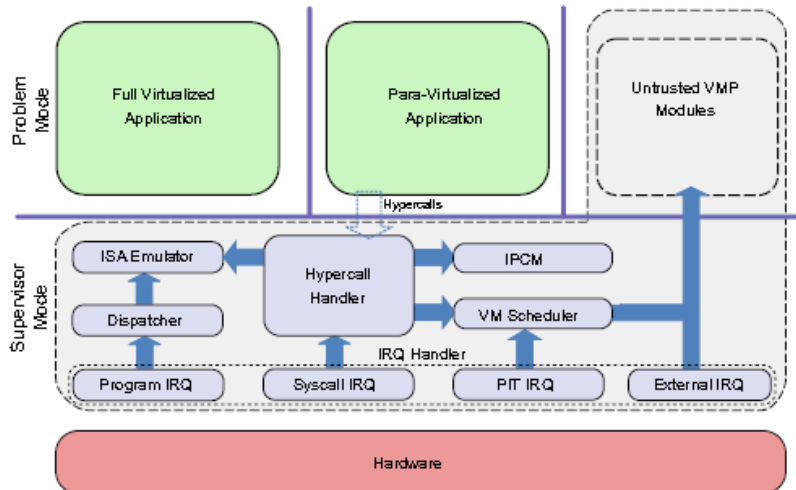 Problem
Mode
Full Virtualized
Application
Para-Virtualized
Application
Untrusted VMP
Modules
Hypercalls
Supervisor
Mode
ISA Emulator
Hypercall
Handler
IPCM
Dispatcher
VM Scheduler
IRQ Handler
Program IRQ
Syscall IRQ
PIT IRQ
External IRQ
Hardware